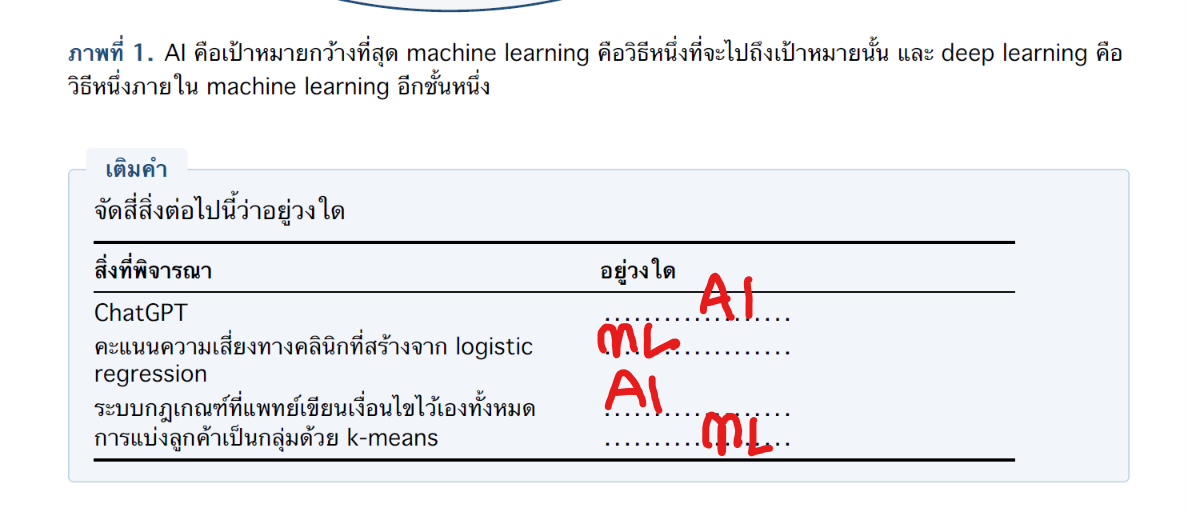 ภาพที่ 1. AI คือเป้าหมายกว้างที่สุด machine learning คือวิธีหนึ่งที่จะไปถึงเป้าหมายนั้น และ deep learning คือ
วิธีหนึ่งภายใน machine learning อีกชั้นหนึ่ง
เติมคำ
จัดสี่สิ่งต่อไปนี้ว่าอยู่วงใด
สิ่งที่พิจารณา อยู่วงใด
ChatGPT .................... AI
คะแนนความเสี่ยงทางคลินิกที่สร้างจาก logistic .................... ML
regression
ระบบกฎเกณฑ์ที่แพทย์เขียนเงื่อนไขไว้เองทั้งหมด .................... AI
การแบ่งลูกค้าเป็นกลุ่มด้วย k-means .................... ML